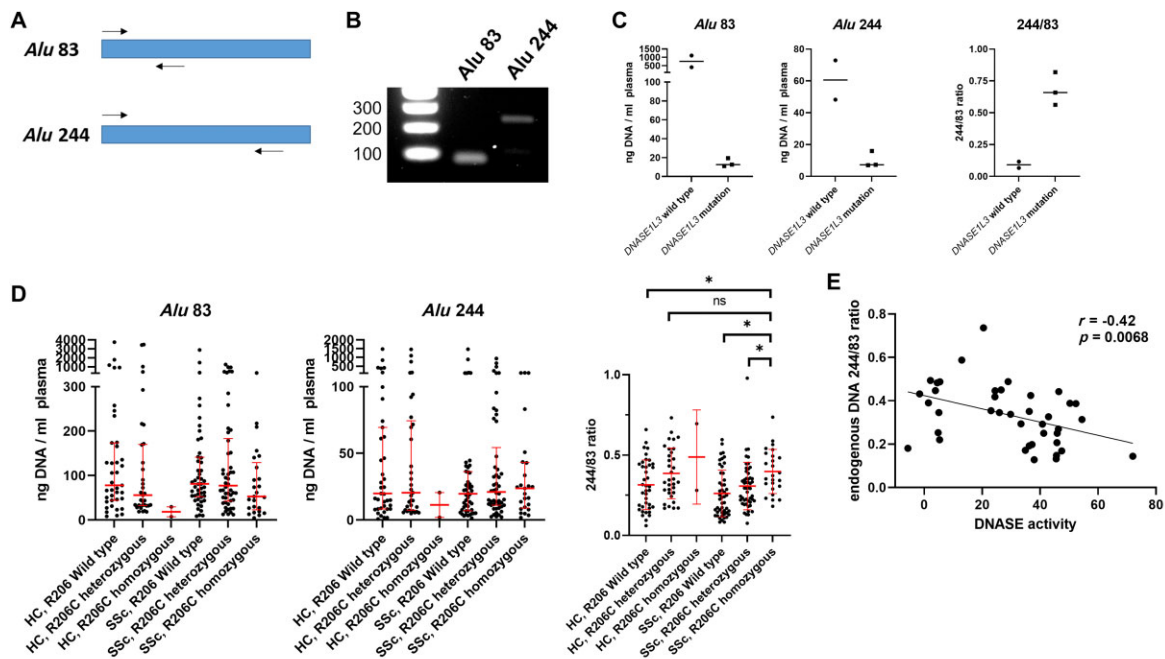 A
Alu 83
Alu 244
B
Alu 83
Alu 244
300
200
100
C
Alu 83
ng DNA / ml plasma
1500
1000
500
100
80
60
40
20
0
DNASE1L3 wild type
DNASE1L3 mutation
Alu 244
ng DNA / ml plasma
80
60
40
20
0
DNASE1L3 wild type
DNASE1L3 mutation
244/83
244/83 ratio
1.00
0.75
0.50
0.25
0.00
DNASE1L3 wild type
DNASE1L3 mutation
D
Alu 83
ng DNA / ml plasma
4000
3000
2000
1000
300
200
100
0
HC, R206 Wild type
HC, R206C heterozygous
HC, R206C homozygous
SSc, R206 Wild type
SSc, R206C heterozygous
SSc, R206C homozygous
Alu 244
ng DNA / ml plasma
2000
1500
1000
500
100
50
0
HC, R206 Wild type
HC, R206C heterozygous
HC, R206C homozygous
SSc, R206 Wild type
SSc, R206C heterozygous
SSc, R206C homozygous
*
ns
*
*
244/83 ratio
1.0
0.5
0.0
HC, R206 Wild type
HC, R206C heterozygous
HC, R206C homozygous
SSc, R206 Wild type
SSc, R206C heterozygous
SSc, R206C homozygous
E
r = -0.42
p = 0.0068
endogenous DNA 244/83 ratio
0.8
0.6
0.4
0.2
0.0
0
20
40
60
80
DNASE activity